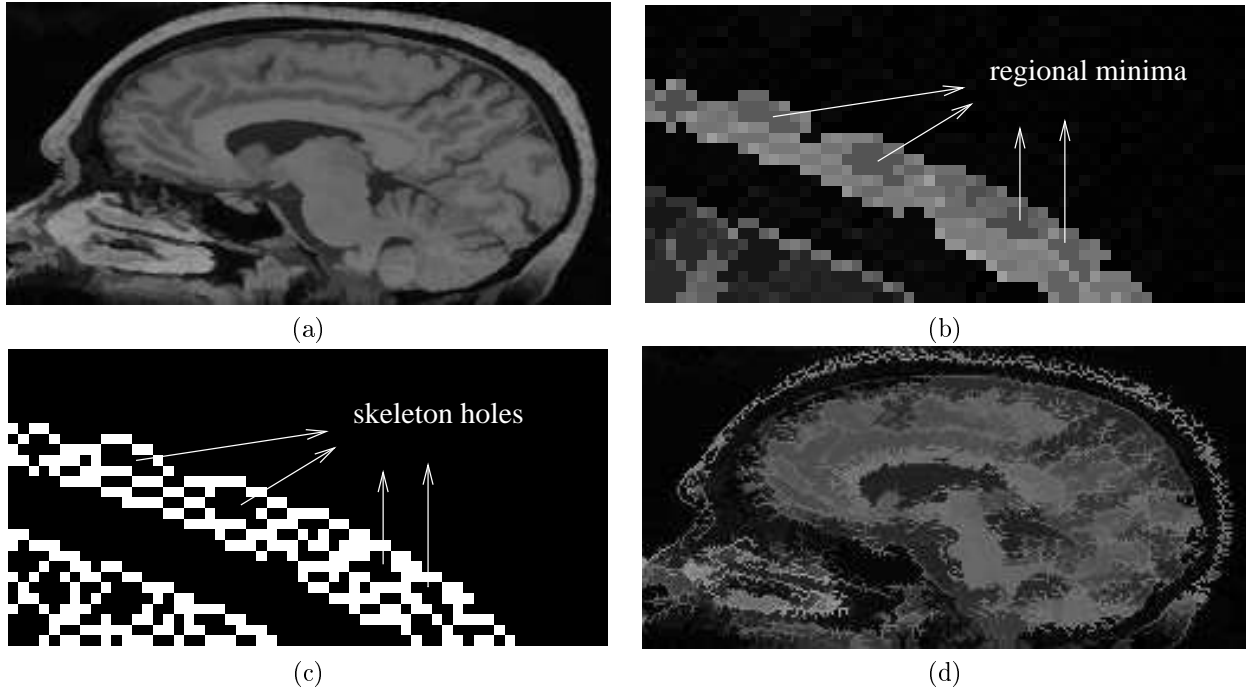 (a)
regional minima
(b)
skeleton holes
(c)
(d)